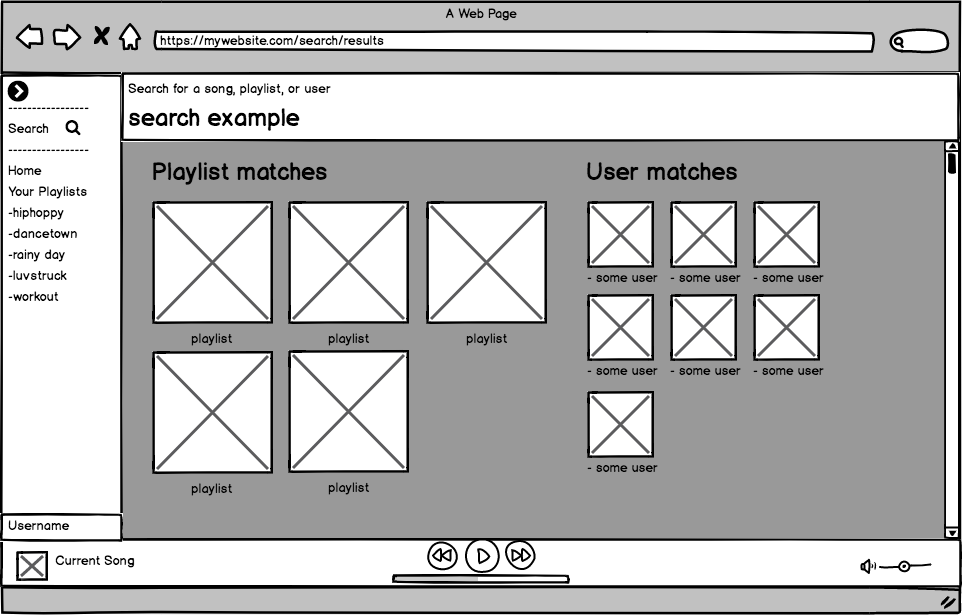 A Web Page
https://mywebsite.com/search/results
Search for a song, playlist, or user
search example
------------------
Search
------------------
Home
Your Playlists
-hiphoppy
-dancetown
-rainy day
-luvstruck
-workout
Username
Playlist matches
playlist
playlist
playlist
playlist
playlist
User matches
- some user
- some user
- some user
- some user
- some user
- some user
- some user
Current Song